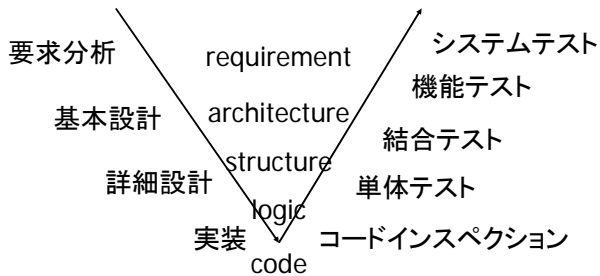 要求分析
requirement
システムテスト
機能テスト
基本設計
architecture
結合テスト
structure
詳細設計
単体テスト
logic
実装
コードインスペクション
code